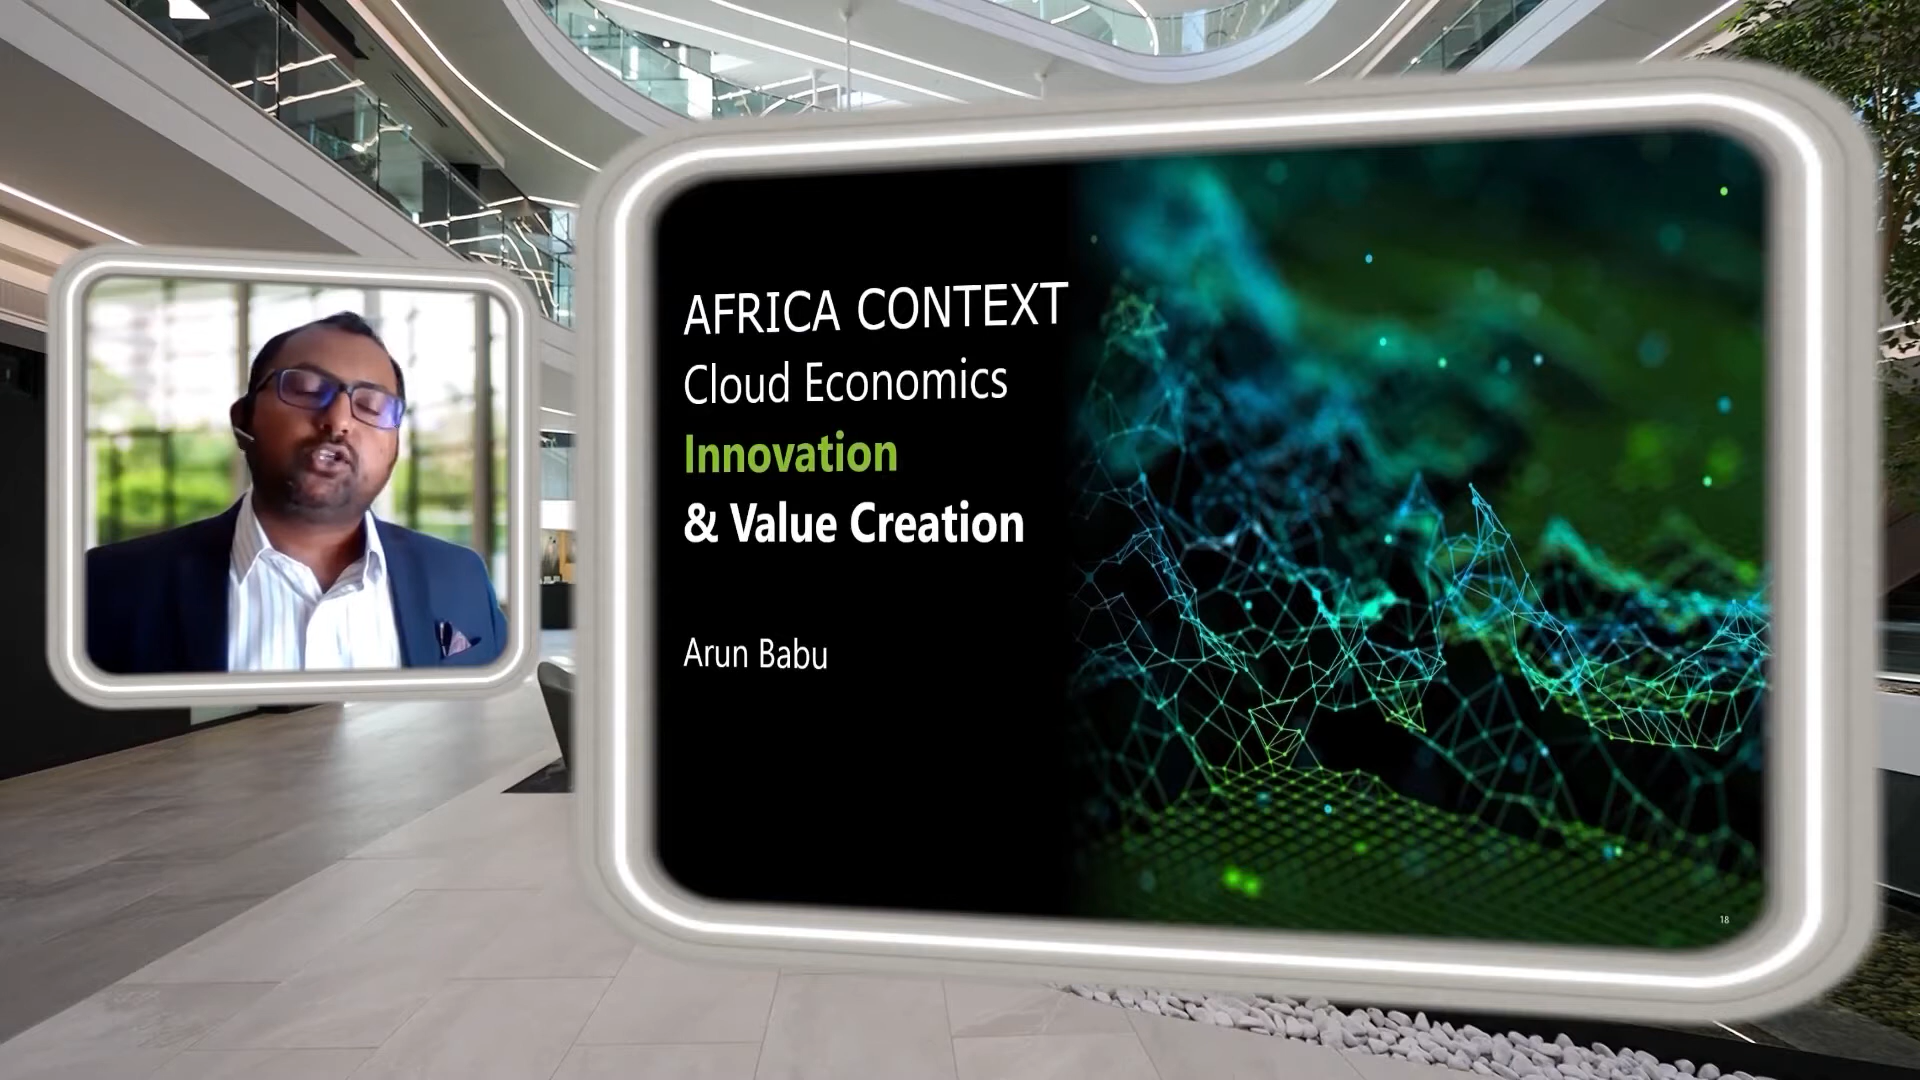 AFRICA CONTEXT
Cloud Economics
Innovation
& Value Creation
Arun Babu
18